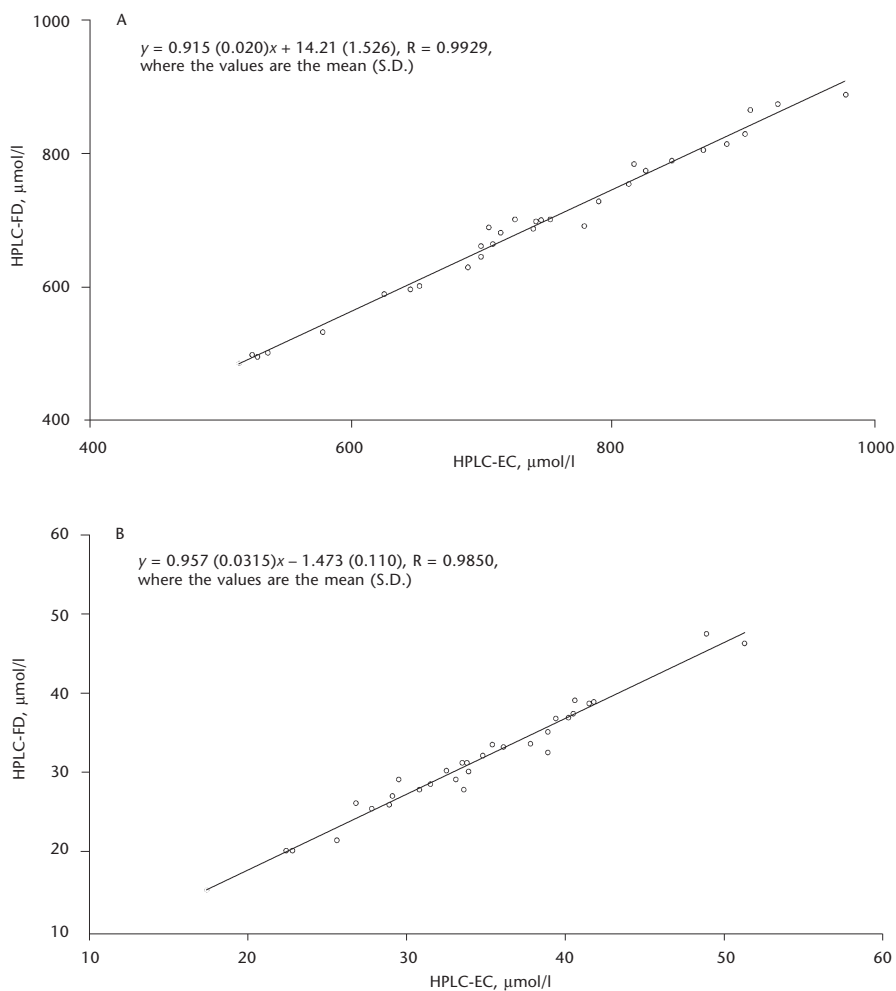 A
y = 0.915 (0.020)x + 14.21 (1.526), R = 0.9929,
where the values are the mean (S.D.)
1000
800
600
400
HPLC-FD, μmol/l
400 600 800 1000
HPLC-EC, μmol/l
B
y = 0.957 (0.0315)x – 1.473 (0.110), R = 0.9850,
where the values are the mean (S.D.)
60
50
40
30
20
10
HPLC-FD, μmol/l
10 20 30 40 50 60
HPLC-EC, μmol/l